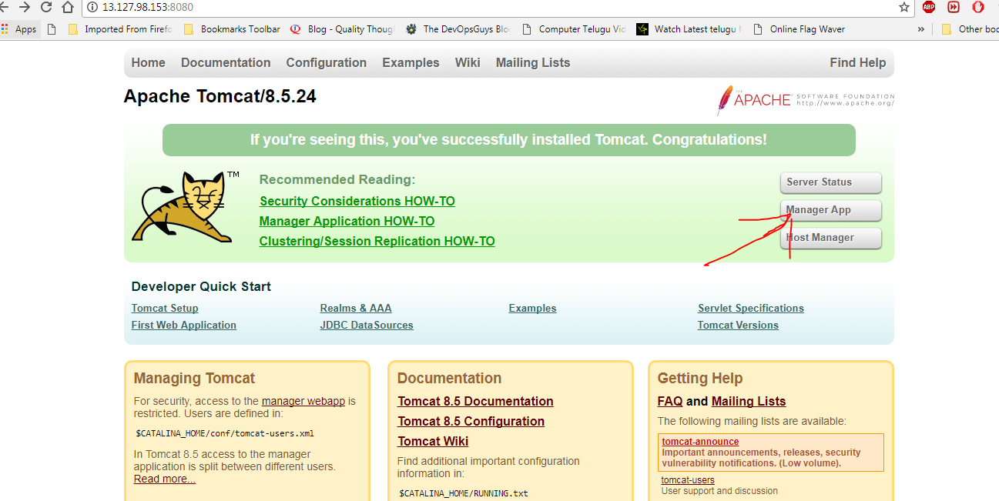 13.127.98.153:8080
ABP
Apps
Imported From Firefo
Bookmarks Toolbar
Blog - Quality Though
The DevOpsGuys Blo
Computer Telugu Vid
Watch Latest telugu
Online Flag Waver
»
Other boo
Home
Documentation
Configuration
Examples
Wiki
Mailing Lists
Find Help
Apache Tomcat/8.5.24
THE
APACHE
SOFTWARE FOUNDATION
http://www.apache.org/
If you're seeing this, you've successfully installed Tomcat. Congratulations!
TM
Recommended Reading:
Security Considerations HOW-TO
Manager Application HOW-TO
Clustering/Session Replication HOW-TO
Server Status
Manager App
Host Manager
Developer Quick Start
Tomcat Setup
First Web Application
Realms & AAA
JDBC DataSources
Examples
Servlet Specifications
Tomcat Versions
Managing Tomcat
For security, access to the manager webapp is
restricted. Users are defined in:
$CATALINA_HOME/conf/tomcat-users.xml
In Tomcat 8.5 access to the manager
application is split between different users.
Read more...
Documentation
Tomcat 8.5 Documentation
Tomcat 8.5 Configuration
Tomcat Wiki
Find additional important configuration
information in:
$CATALINA_HOME/RUNNING.txt
Getting Help
FAQ and Mailing Lists
The following mailing lists are available:
tomcat-announce
Important announcements, releases, security
vulnerability notifications. (Low volume).
tomcat-users
User support and discussion